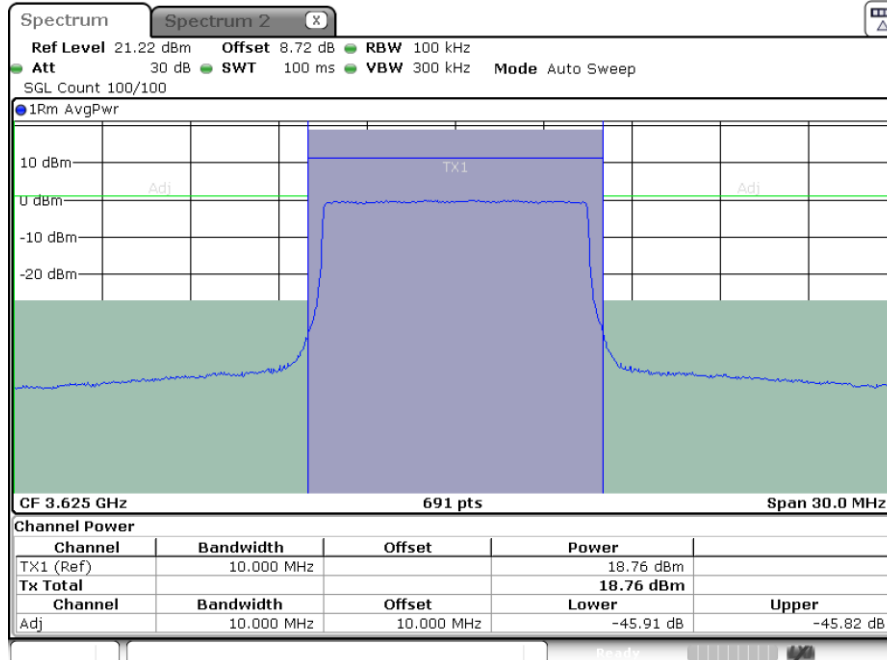 Spectrum Spectrum 2 X
Ref Level 21.22 dBm Offset 8.72 dB RBW 100 kHz
Att 30 dB SWT 100 ms VBW 300 kHz Mode Auto Sweep
SGL Count 100/100
1Rm AvgPwr
10 dBm
TX1
Adj Adj
0 dBm
-10 dBm
-20 dBm
CF 3.625 GHz 691 pts Span 30.0 MHz
Channel Power
Channel Bandwidth Offset Power
TX1 (Ref) 10.000 MHz 18.76 dBm
Tx Total 18.76 dBm
Channel Bandwidth Offset Lower Upper
Adj 10.000 MHz 10.000 MHz -45.91 dB -45.82 dB
Ready